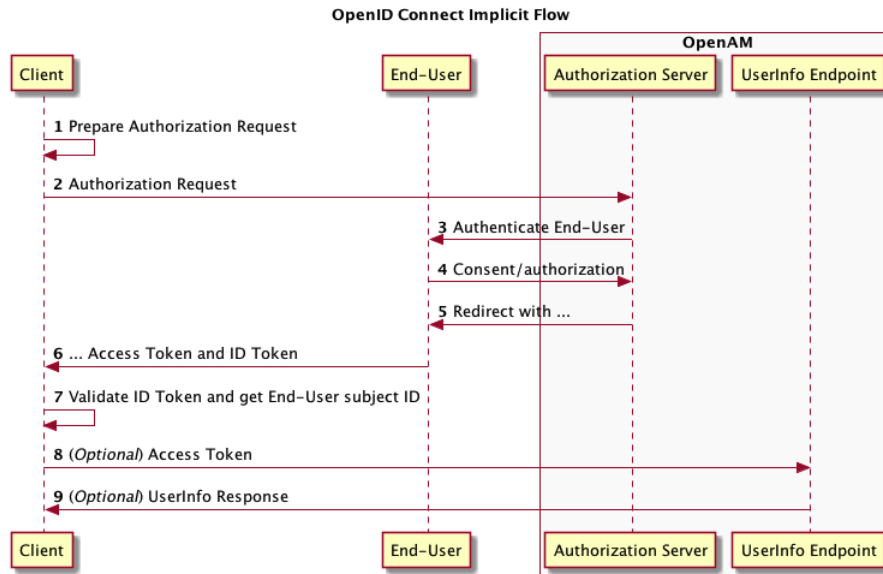 OpenID Connect Implicit Flow
OpenAM
Client
End-User
Authorization Server
UserInfo Endpoint
1 Prepare Authorization Request
2 Authorization Request
3 Authenticate End-User
4 Consent/authorization
5 Redirect with ...
6 ... Access Token and ID Token
7 Validate ID Token and get End-User subject ID
8 (Optional) Access Token
9 (Optional) UserInfo Response
Client
End-User
Authorization Server
UserInfo Endpoint